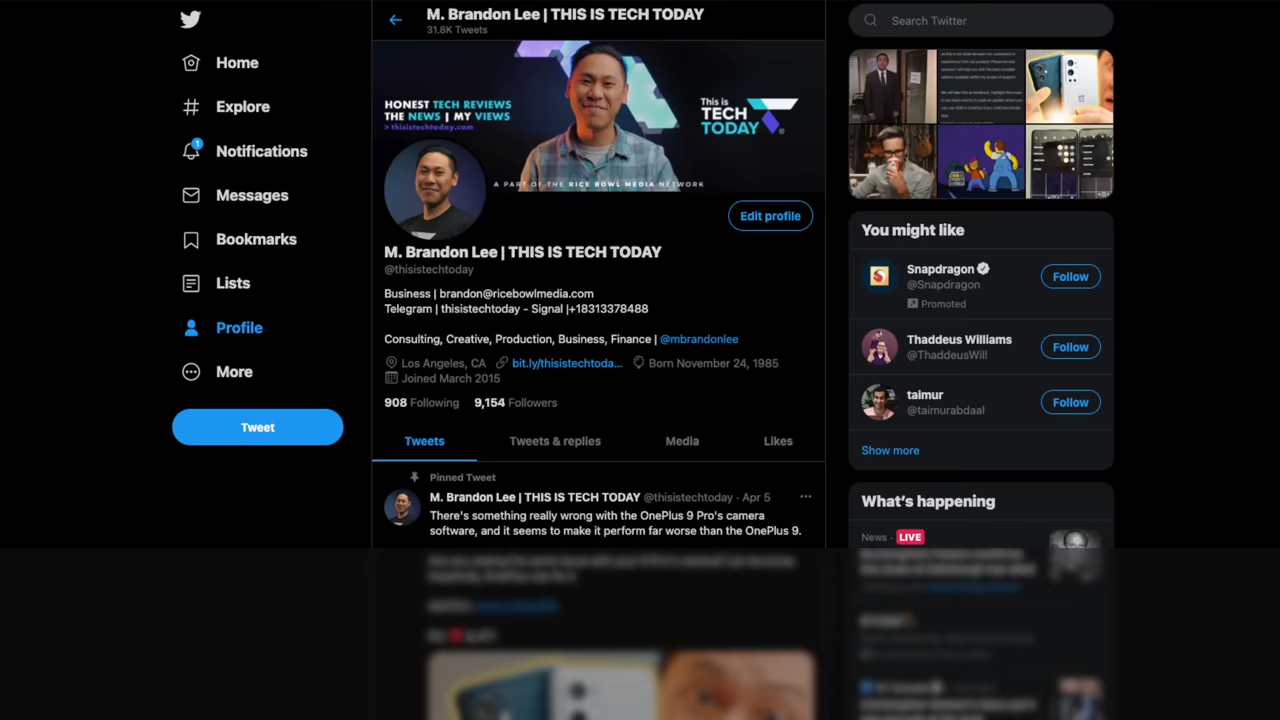 Home
Explore
1
Notifications
Messages
Bookmarks
Lists
Profile
More
Tweet
M. Brandon Lee | THIS IS TECH TODAY
31.8K Tweets
HONEST TECH REVIEWS
THE NEWS | MY VIEWS
> thisistechtoday.com
This is
TECH
TODAY
A PART OF THE RICE BOWL MEDIA NETWORK
Edit profile
M. Brandon Lee | THIS IS TECH TODAY
@thisistechtoday
Business | brandon@ricebowlmedia.com
Telegram | thisistechtoday - Signal |+18313378488
Consulting, Creative, Production, Business, Finance | @mbrandonlee
Los Angeles, CA bit.ly/thisistechtoda... Born November 24, 1985
Joined March 2015
908 Following 9,154 Followers
Tweets Tweets & replies Media Likes
Pinned Tweet
M. Brandon Lee | THIS IS TECH TODAY @thisistechtoday · Apr 5 ···
There's something really wrong with the OnePlus 9 Pro's camera
software, and it seems to make it perform far worse than the OnePlus 9.
Search Twitter
You might like
Snapdragon
@Snapdragon
Promoted
Follow
Thaddeus Williams
@ThaddeusWill
Follow
taimur
@taimurabdaal
Follow
Show more
What's happening
News · LIVE